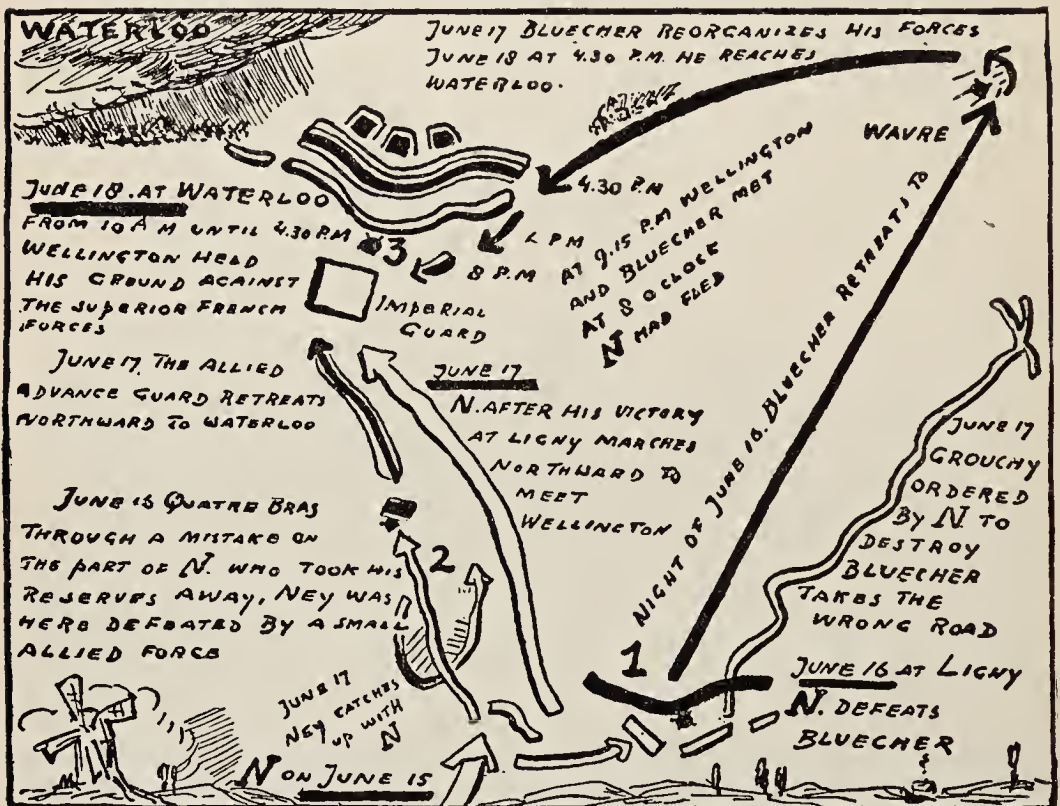 WATERLOO
JUNE 17 BLUECHER REORGANIZES HIS FORCES
JUNE 18 AT 4.30 P.M. HE REACHES
WATERLOO.
WAVRE
4.30 P.M
JUNE 18. AT WATERLOO
FROM 10 A M UNTIL 4.30 P.M
WELLINGTON HELD
HIS GROUND AGAINST
THE SUPERIOR FRENCH
FORCES
3
P M
8 P.M
IMPERIAL
GUARD
AT 9.15 P.M WELLINGTON
AND BLUECHER MET
AT 8 O CLOCK
N HAD FLED
NIGHT OF JUNE 16. BLUECHER RETREATS TO
JUNE 17. THE ALLIED
ADVANCE GUARD RETREATS
NORTHWARD TO WATERLOO
JUNE 17
N. AFTER HIS VICTORY
AT LIGNY MARCHES
NORTHWARD TO
MEET
WELLINGTON
JUNE 17
GROUCHY
ORDERED
BY N TO
DESTROY
BLUECHER
TAKES THE
WRONG ROAD
JUNE 16 QUATRE BRAS
THROUGH A MISTAKE ON
THE PART OF N. WHO TOOK HIS
RESERVES AWAY, NEY WAS
HERE DEFEATED BY A SMALL
ALLIED FORCE
2
1
JUNE 17
NEY CATCHES
UP WITH
N
JUNE 16 AT LIGNY
N. DEFEATS
BLUECHER
N ON JUNE 15